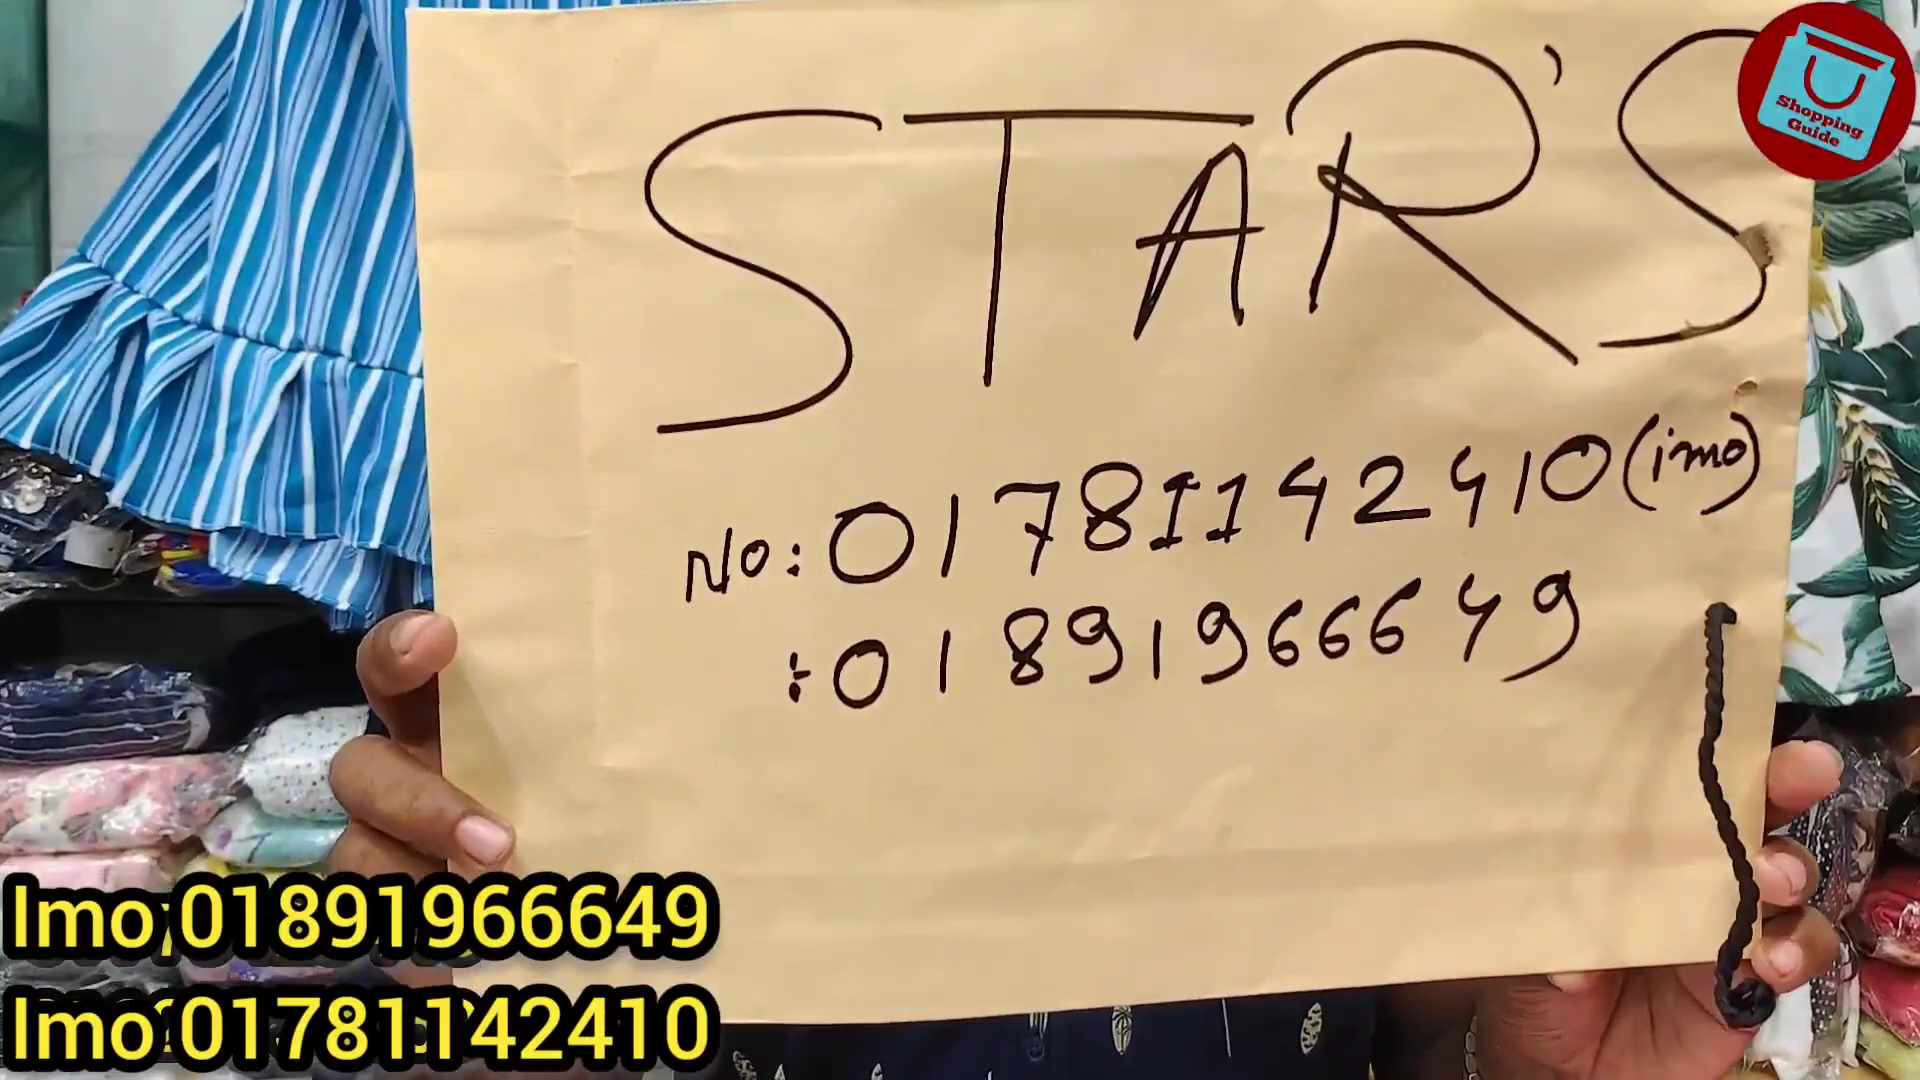 STAR'S
Shopping
Guide
No: 01781142410 (imo)
: 01891966649
Imo 01891966649
Imo 01781142410